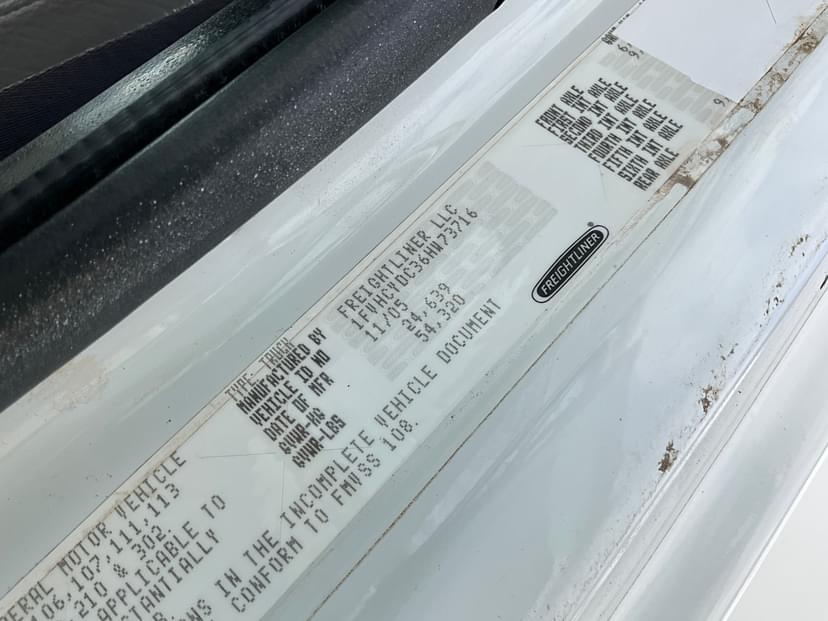 MOTOR VEHICLE
106,107,111,113
210 & 302.
APPLICABLE TO
IN THE INCOMPLETE VEHICLE DOCUMENT
CONFORM TO FMVSS 108.
TYPE TRUCK
MANUFACTURED BY FREIGHTLINER LLC
VEHICLE ID NO 1FVHCYDC36HW73716
DATE OF MFR 11/05
GVWR-KG 24,639
GVWR-LBS 54,320
FREIGHTLINER
FRONT AXLE
FIRST INT AXLE
SECOND INT AXLE
THIRD INT AXLE
FOURTH INT AXLE
FIFTH INT AXLE
SIXTH INT AXLE
REAR AXLE